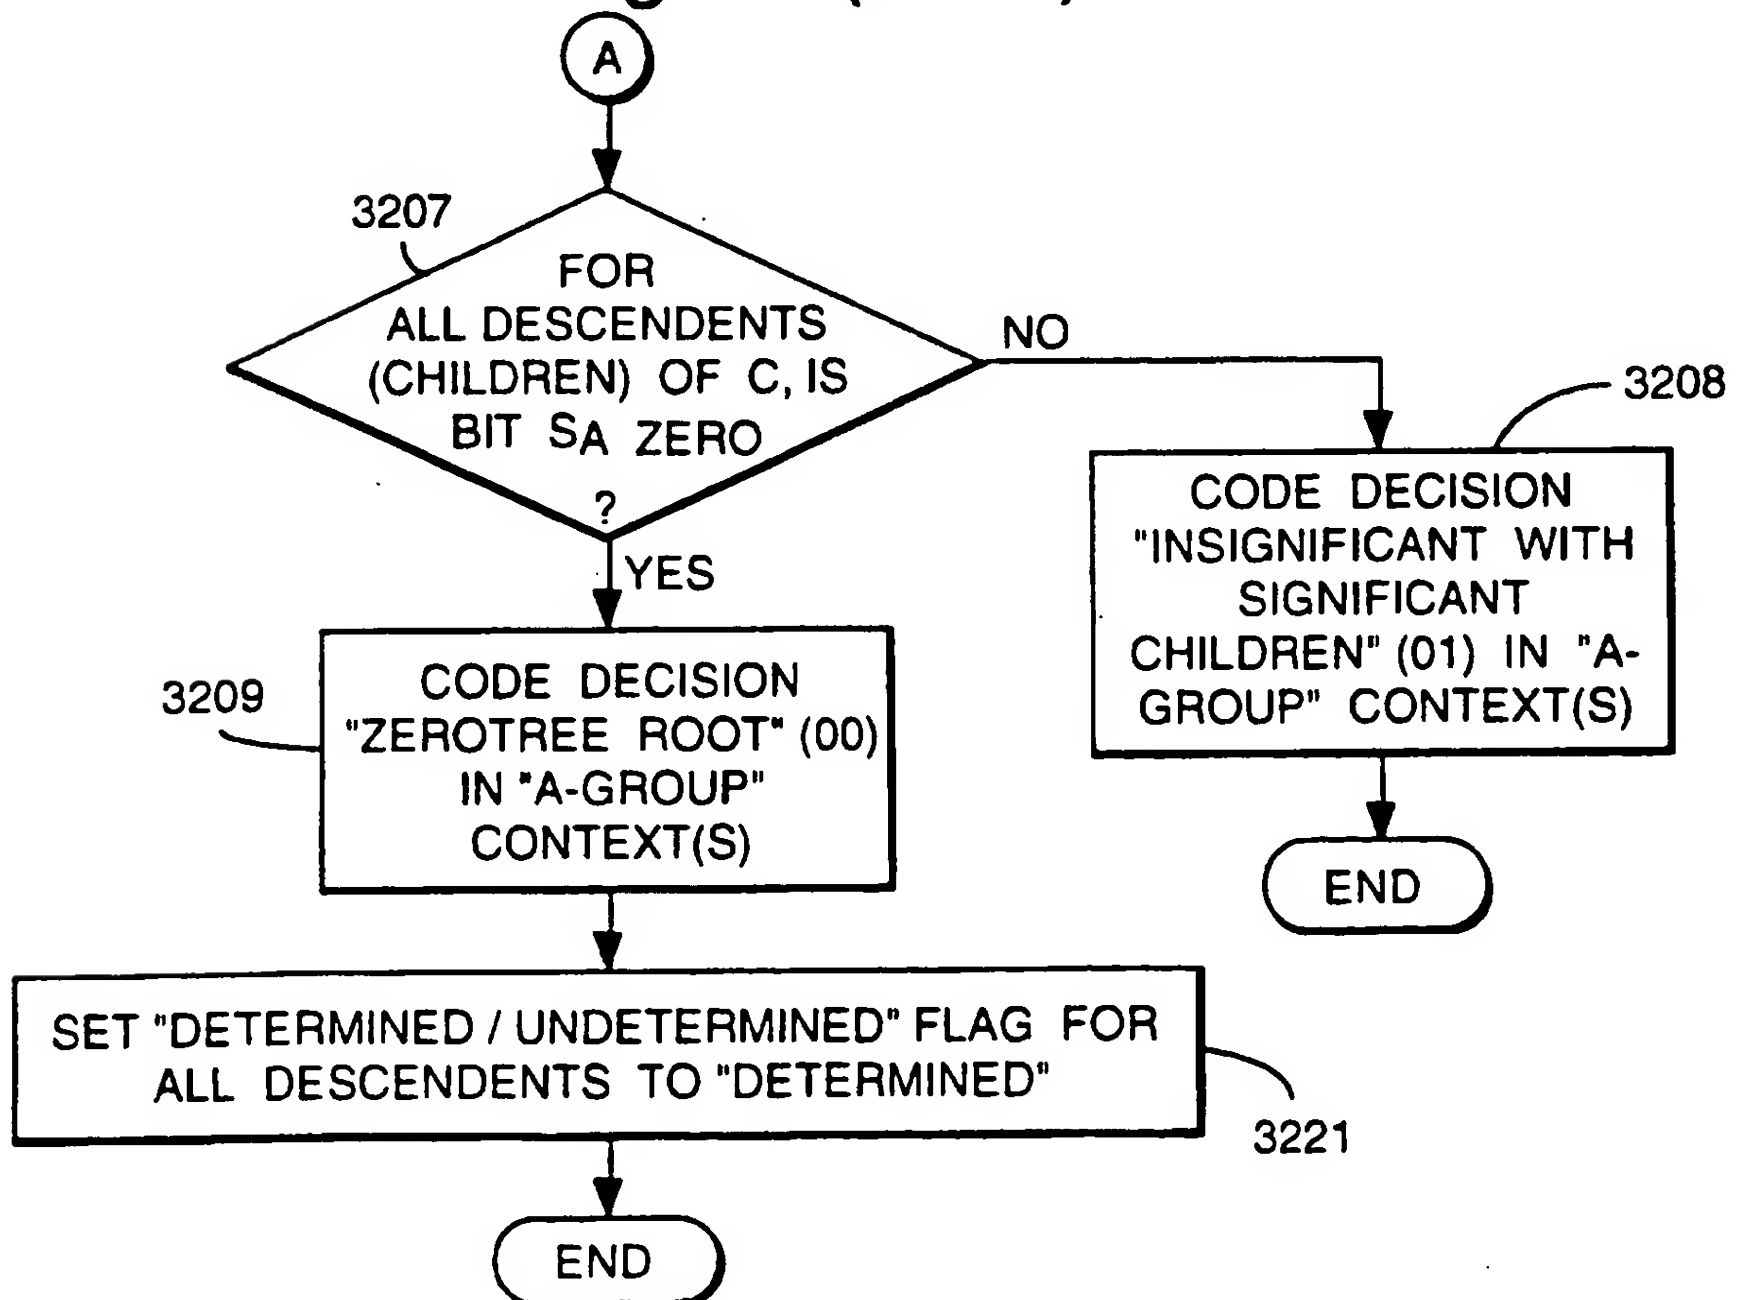 A
3207
FOR
ALL DESCENDENTS
(CHILDREN) OF C, IS
BIT SA ZERO
?
NO
3208
CODE DECISION
"INSIGNIFICANT WITH
SIGNIFICANT
CHILDREN" (01) IN "A-
GROUP" CONTEXT(S)
END
YES
3209
CODE DECISION
"ZEROTREE ROOT" (00)
IN "A-GROUP"
CONTEXT(S)
SET "DETERMINED / UNDETERMINED" FLAG FOR
ALL DESCENDENTS TO "DETERMINED"
3221
END